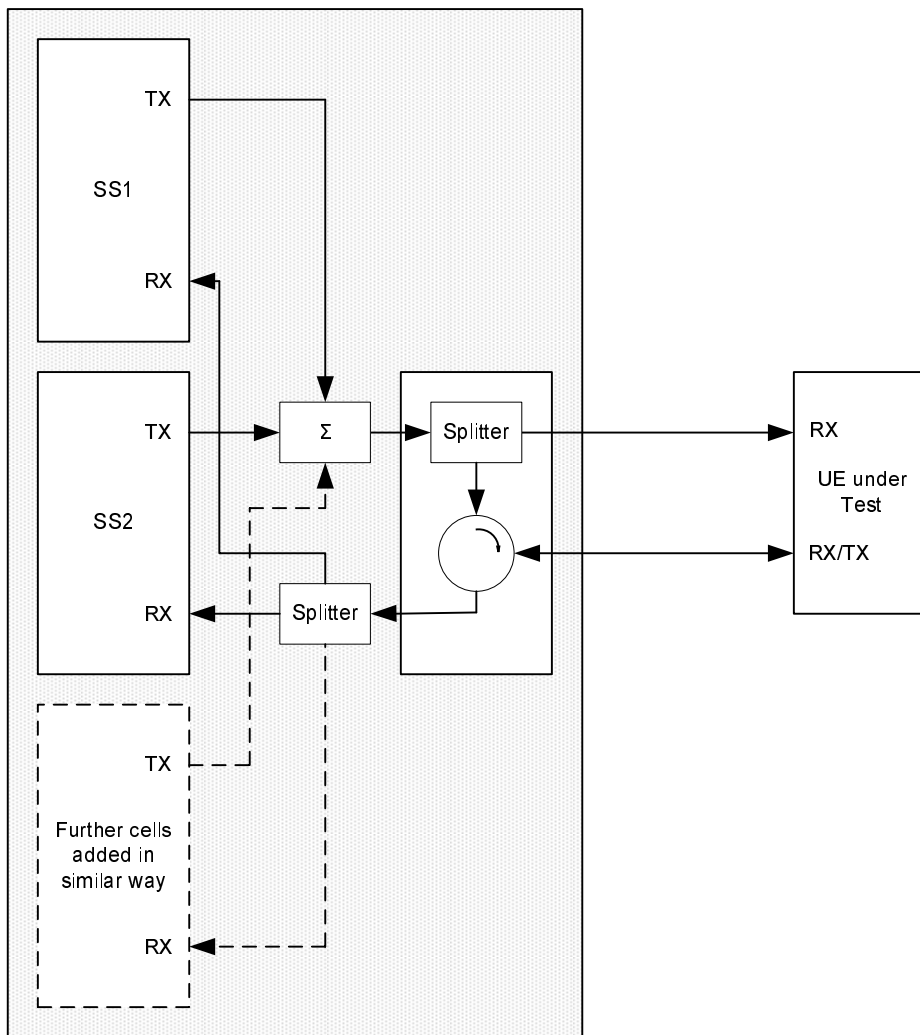 TX
SS1
RX
TX
SS2
RX
Σ
Splitter
Splitter
RX
UE under
Test
RX/TX
TX
Further cells
added in
similar way
RX